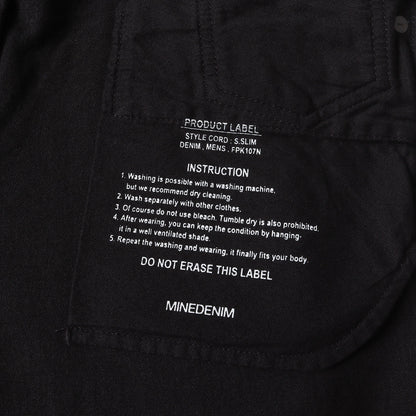 PRODUCT LABEL
STYLE CORD : S.SLIM
DENIM , MENS . FPK107N
INSTRUCTION
1. Washing is possible with a washing machine,
but we recommend dry cleaning.
2. Wash separately with other clothes.
3. Of course do not use bleach. Tumble dry is also prohibited.
4. After wearing, you can keep the condition by hanging-
it in a well ventilated shade.
5. Repeat the washing and wearing, it finally fits your body.
DO NOT ERASE THIS LABEL
MINEDENIM